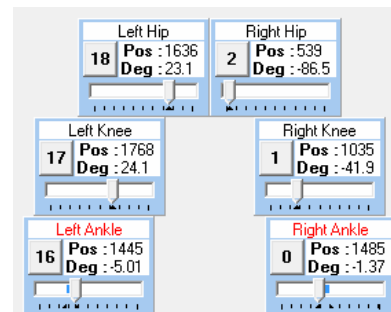 Left Hip
18 Pos :1636
Deg :23.1
Right Hip
2 Pos :539
Deg :-86.5
Left Knee
17 Pos :1768
Deg :24.1
Right Knee
1 Pos :1035
Deg :-41.9
Left Ankle
16 Pos :1445
Deg :-5.01
Right Ankle
0 Pos :1485
Deg :-1.37